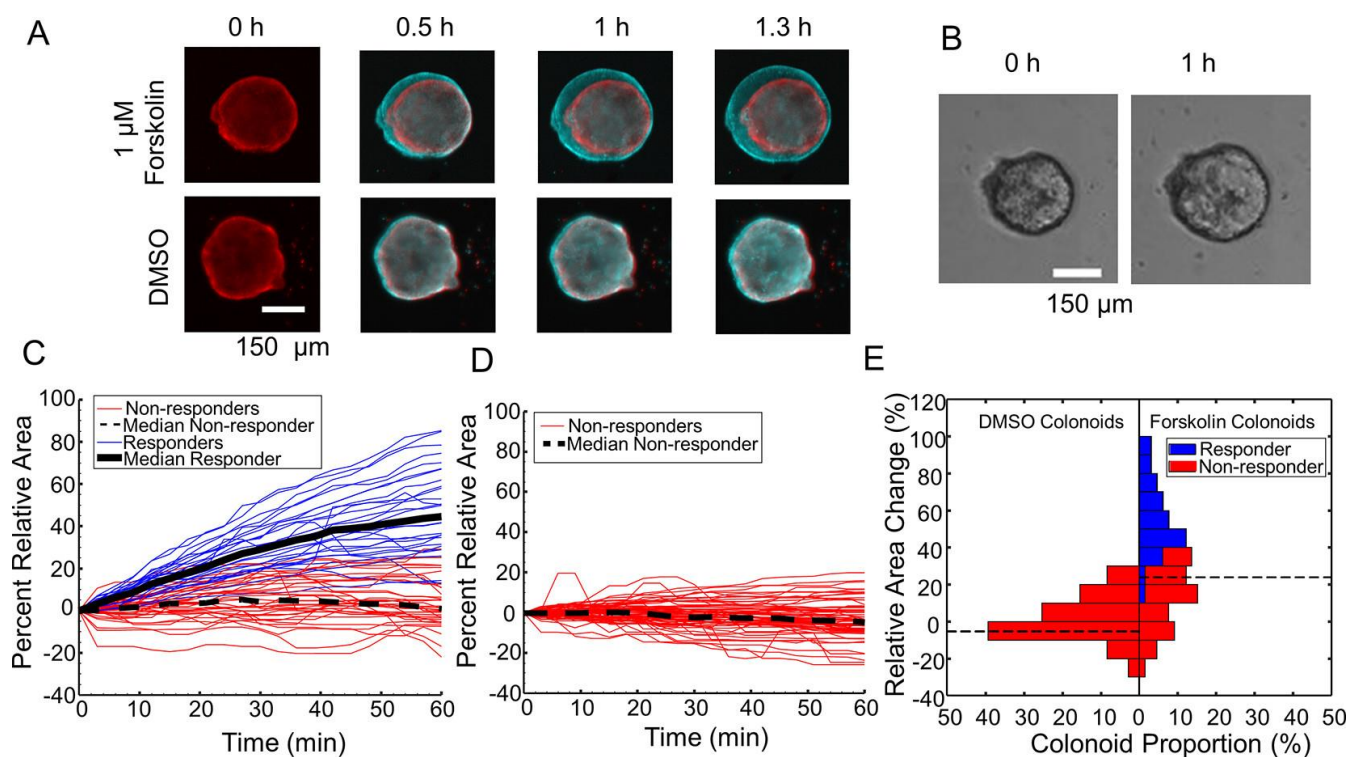 A
0 h
0.5 h
1 h
1.3 h
1 µM
Forskolin
DMSO
150 µm
B
0 h
1 h
150 µm
C
Percent Relative Area
100
80
60
40
20
0
-20
-40
Non-responders
Median Non-responder
Responders
Median Responder
0
10
20
30
40
50
60
Time (min)
D
Percent Relative Area
100
80
60
40
20
0
-20
-40
Non-responders
Median Non-responder
0
10
20
30
40
50
60
Time (min)
E
Relative Area Change (%)
120
100
80
60
40
20
0
-20
-40
DMSO Colonoids
Forskolin Colonoids
Responder
Non-responder
50
40
30
20
10
0
10
20
30
40
50
Colonoid Proportion (%)